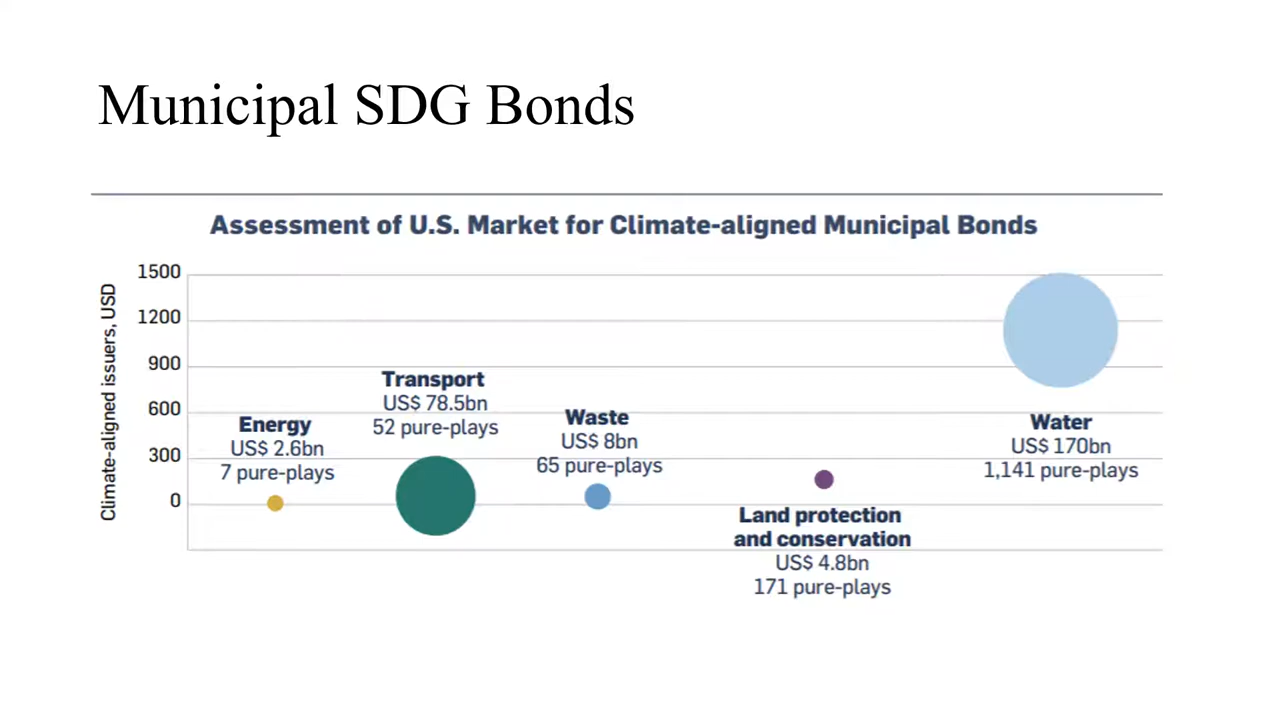 Municipal SDG Bonds
Assessment of U.S. Market for Climate-aligned Municipal Bonds
Climate-aligned issuers, USD
1500
1200
900
600
300
0
Energy
US$ 2.6bn
7 pure-plays
Transport
US$ 78.5bn
52 pure-plays
Waste
US$ 8bn
65 pure-plays
Land protection
and conservation
US$ 4.8bn
171 pure-plays
Water
US$ 170bn
1,141 pure-plays